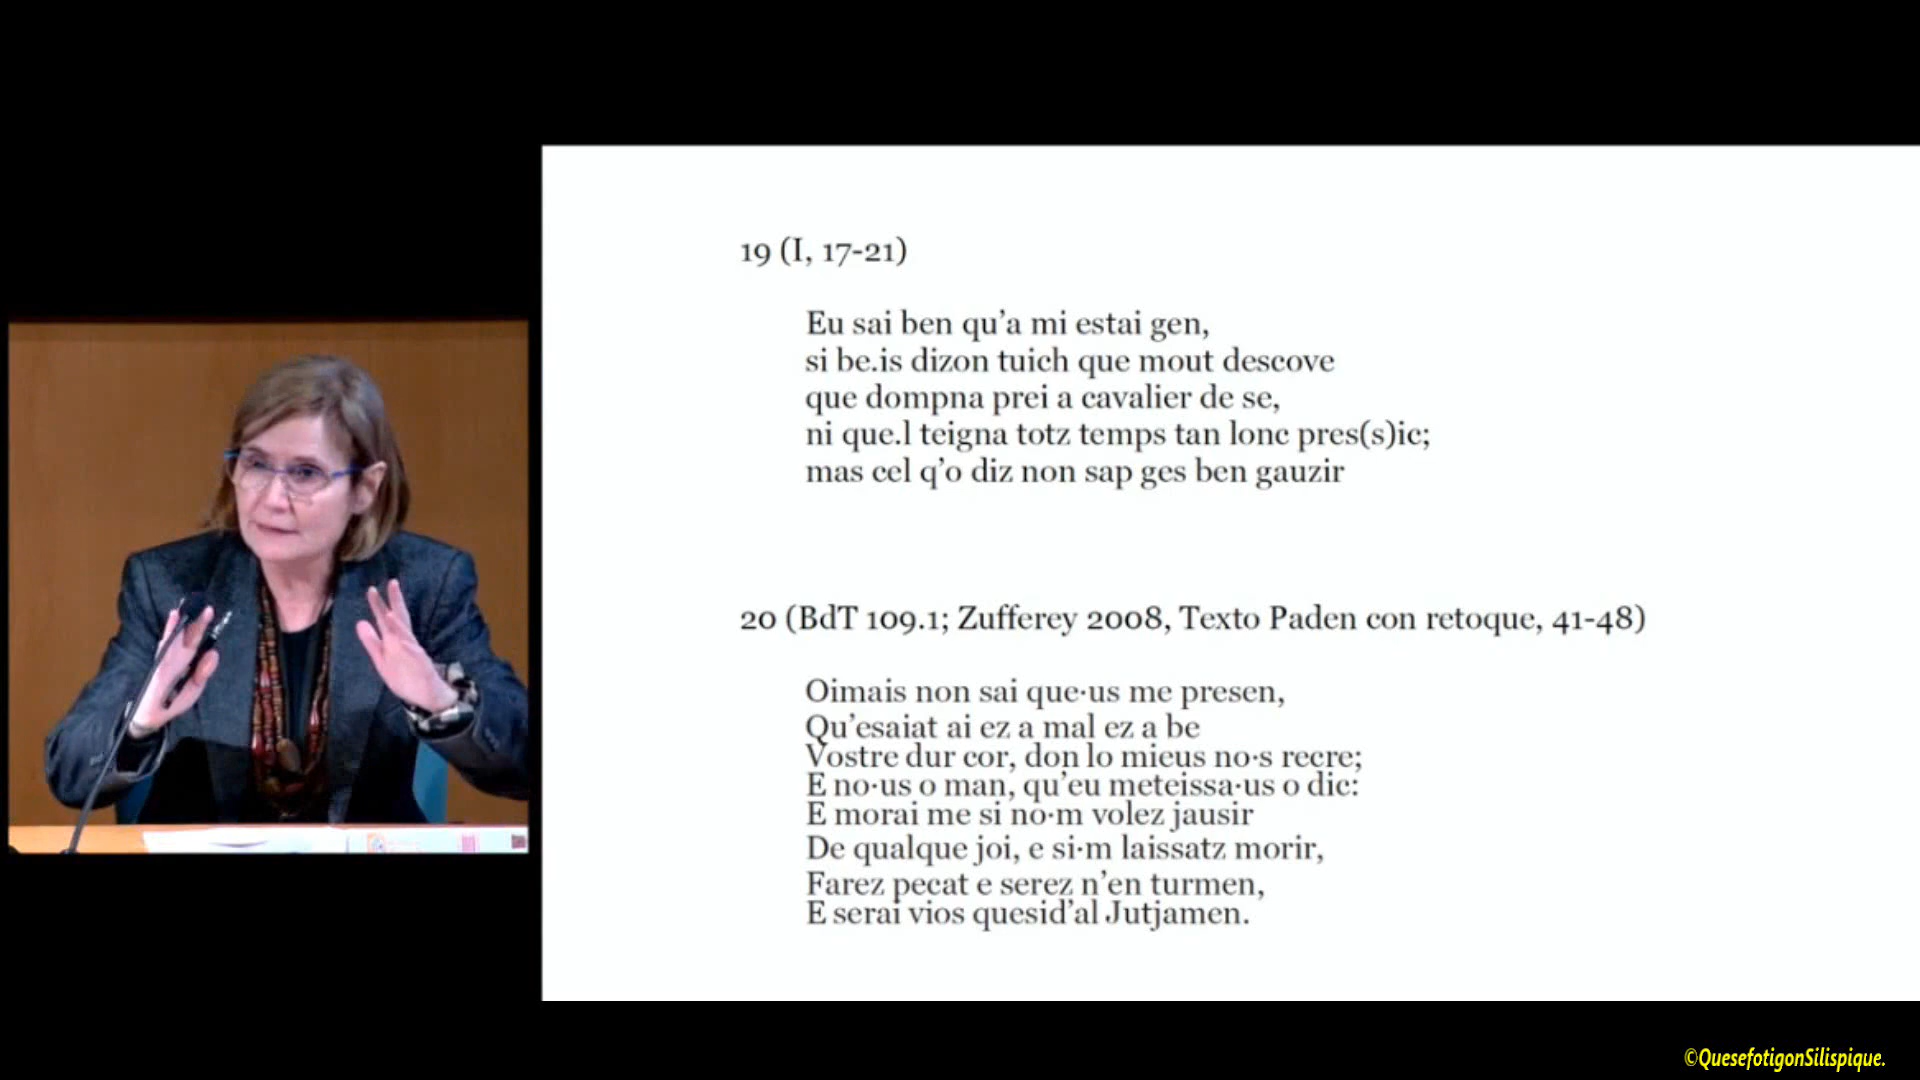 19 (I, 17-21)
Eu sai ben qu’a mi estai gen,
si be.is dizon tuich que mout descove
que dompna prei a cavalier de se,
ni que.l teigna totz temps tan lonc pres(s)ic;
mas cel q’o diz non sap ges ben gauzir
20 (BdT 109.1; Zufferey 2008, Texto Paden con retoque, 41-48)
Oimais non sai que·us me presen,
Qu’esaiat ai ez a mal ez a be
Vostre dur cor, don lo mieus no·s recre;
E no·us o man, qu’eu meteissa·us o dic:
E morai me si no·m volez jausir
De qualque joi, e si·m laissatz morir,
Farez pecat e serez n’en turmen,
E serai vios quesid’al Jutjamen.
©QuesefotigonSilispique.